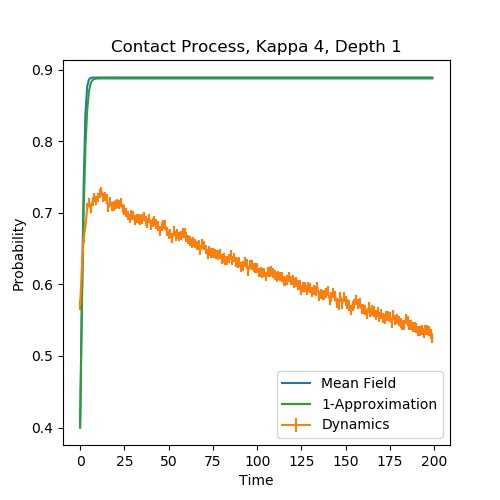 Contact Process, Kappa 4, Depth 1
0.9
0.8
0.7
0.6
0.5
0.4
Probability
Mean Field
1-Approximation
Dynamics
0 25 50 75 100 125 150 175 200
Time